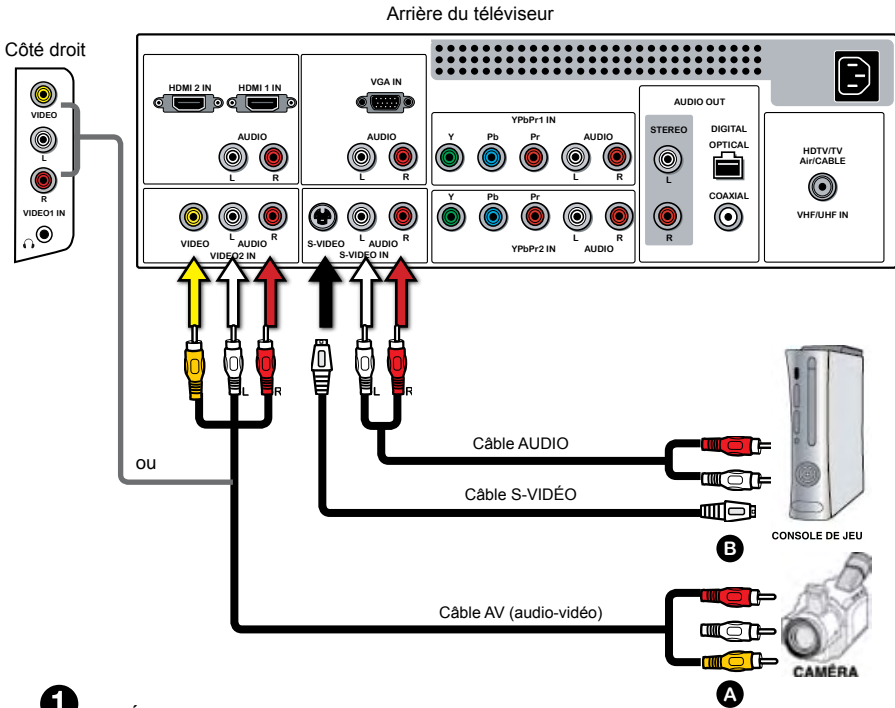 Arrière du téléviseur
Côté droit
VIDEO
L
R
VIDEO1 IN
HDMI 2 IN HDMI 1 IN
AUDIO
L R
VGA IN
AUDIO
L R
YPbPr1 IN
Y Pb Pr AUDIO
L R
AUDIO OUT
STEREO
L
R
DIGITAL
OPTICAL
COAXIAL
HDTV/TV
Air/CABLE
VHF/UHF IN
VIDEO L AUDIO R
VIDEO2 IN
S-VIDEO L AUDIO R
S-VIDEO IN
Y Pb Pr
L R
YPbPr2 IN AUDIO
L R
L R
ou
Câble AUDIO
Câble S-VIDÉO
B
CONSOLE DE JEU
Câble AV (audio-vidéo)
CAMÉRA
A
1